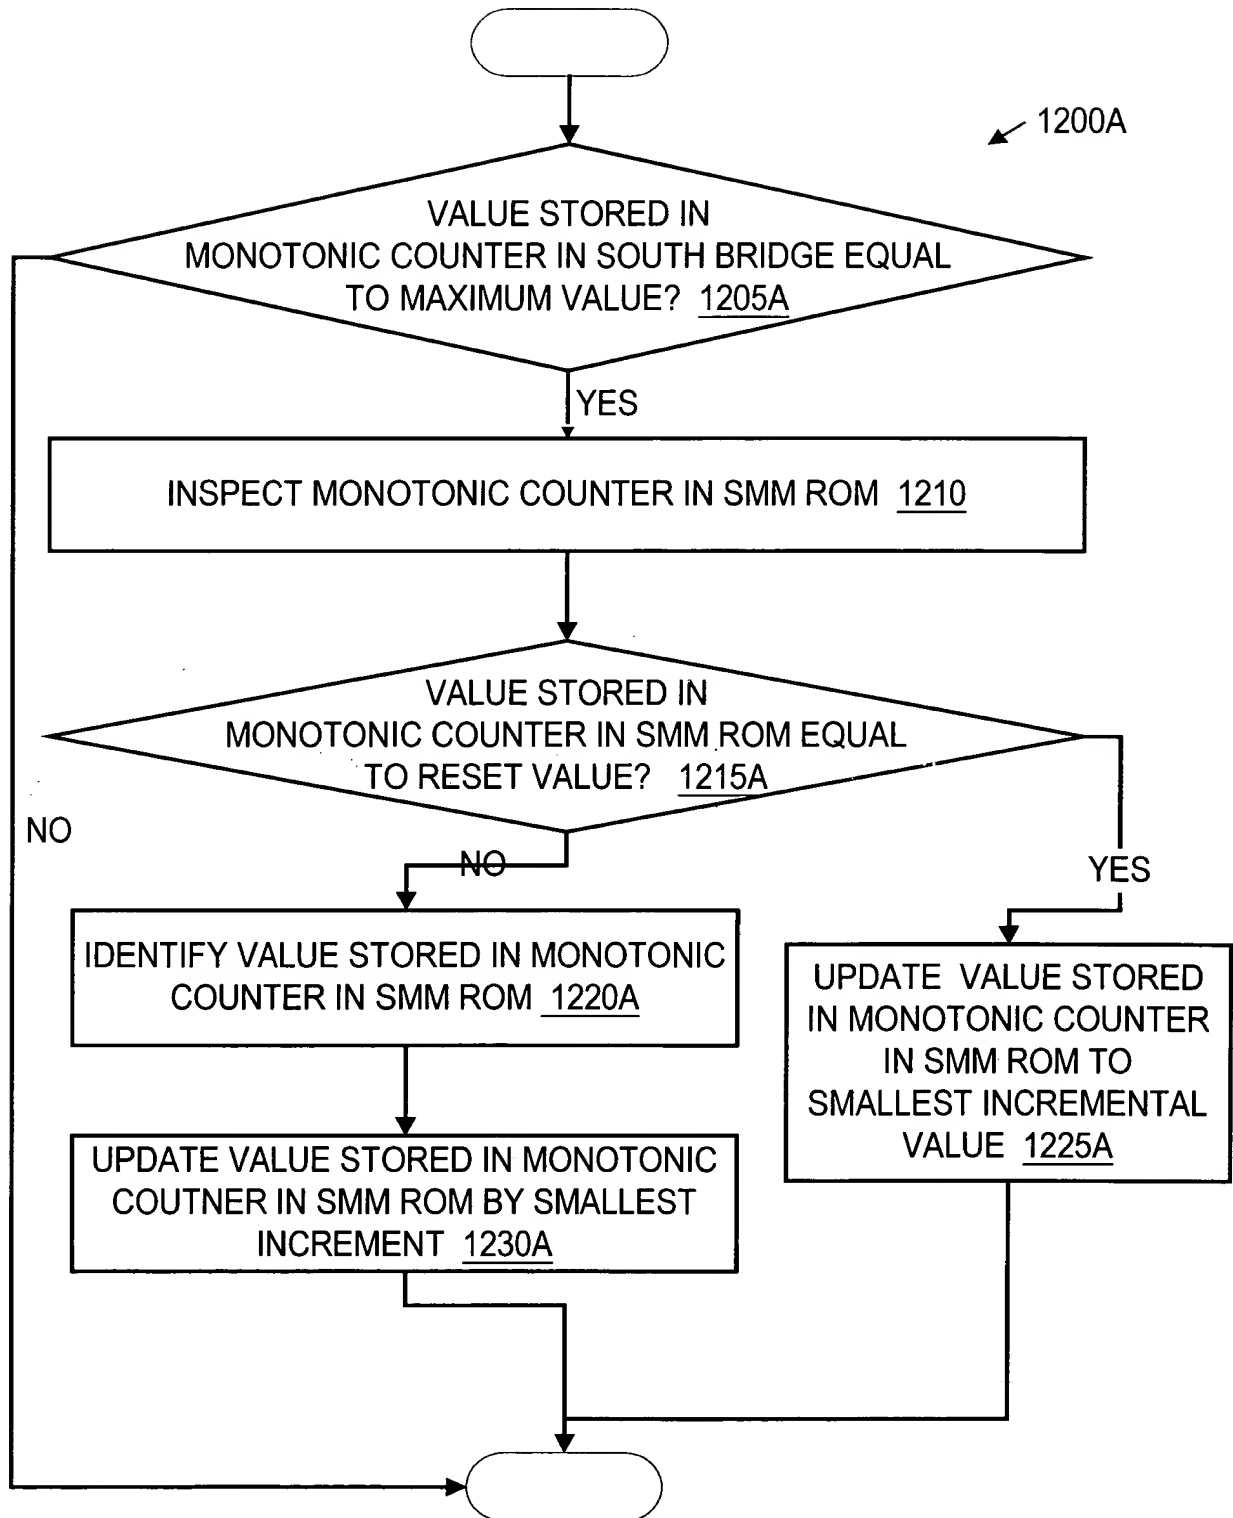 1200A
VALUE STORED IN
MONOTONIC COUNTER IN SOUTH BRIDGE EQUAL
TO MAXIMUM VALUE? 1205A
YES
INSPECT MONOTONIC COUNTER IN SMM ROM 1210
VALUE STORED IN
MONOTONIC COUNTER IN SMM ROM EQUAL
TO RESET VALUE? 1215A
NO
NO
YES
IDENTIFY VALUE STORED IN MONOTONIC
COUNTER IN SMM ROM 1220A
UPDATE VALUE STORED
IN MONOTONIC COUNTER
IN SMM ROM TO
SMALLEST INCREMENTAL
VALUE 1225A
UPDATE VALUE STORED IN MONOTONIC
COUTNER IN SMM ROM BY SMALLEST
INCREMENT 1230A